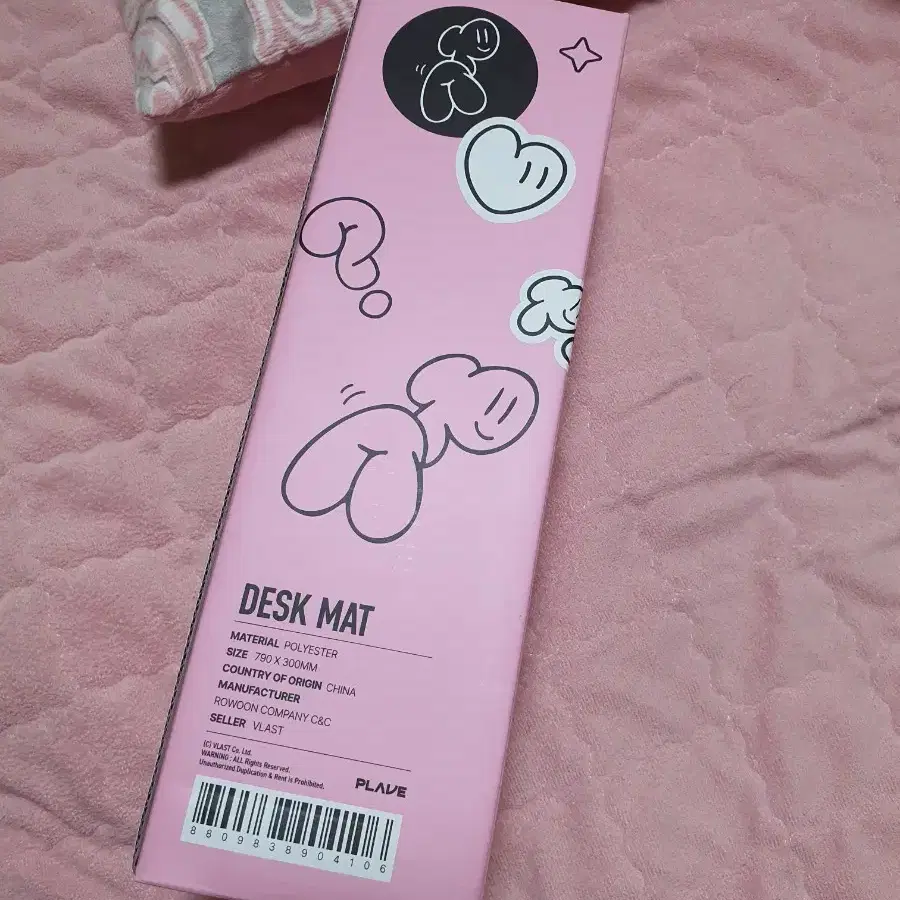 DESK MAT
MATERIAL POLYESTER
SIZE 790 X 300MM
COUNTRY OF ORIGIN CHINA
MANUFACTURER
ROWOON COMPANY C&C
SELLER VLAST
(C) VLAST Co. Ltd.
WARNING : ALL Rights Reserved.
Unauthorized Duplication & Rent is Prohibited.
PLAVE
8809838904106